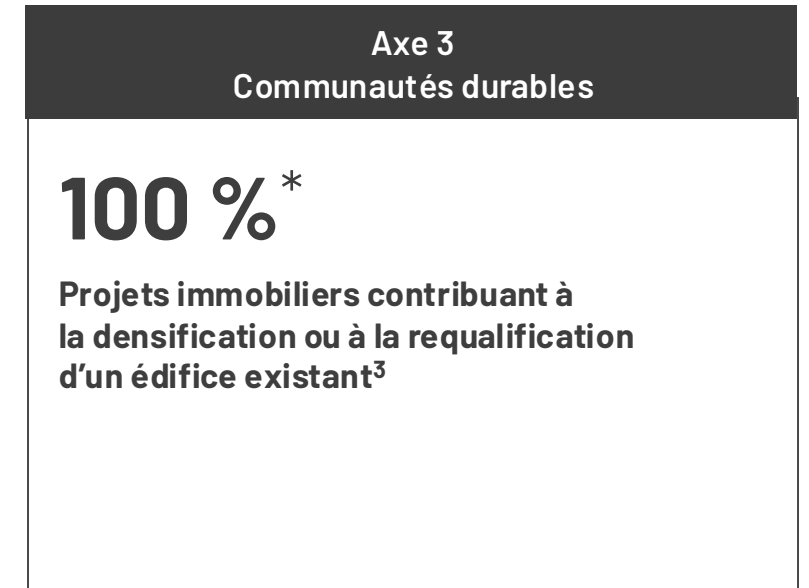 Axe 3
Communautés durables
100 %*
Projets immobiliers contribuant à
la densification ou à la requalification
d’un édifice existant³